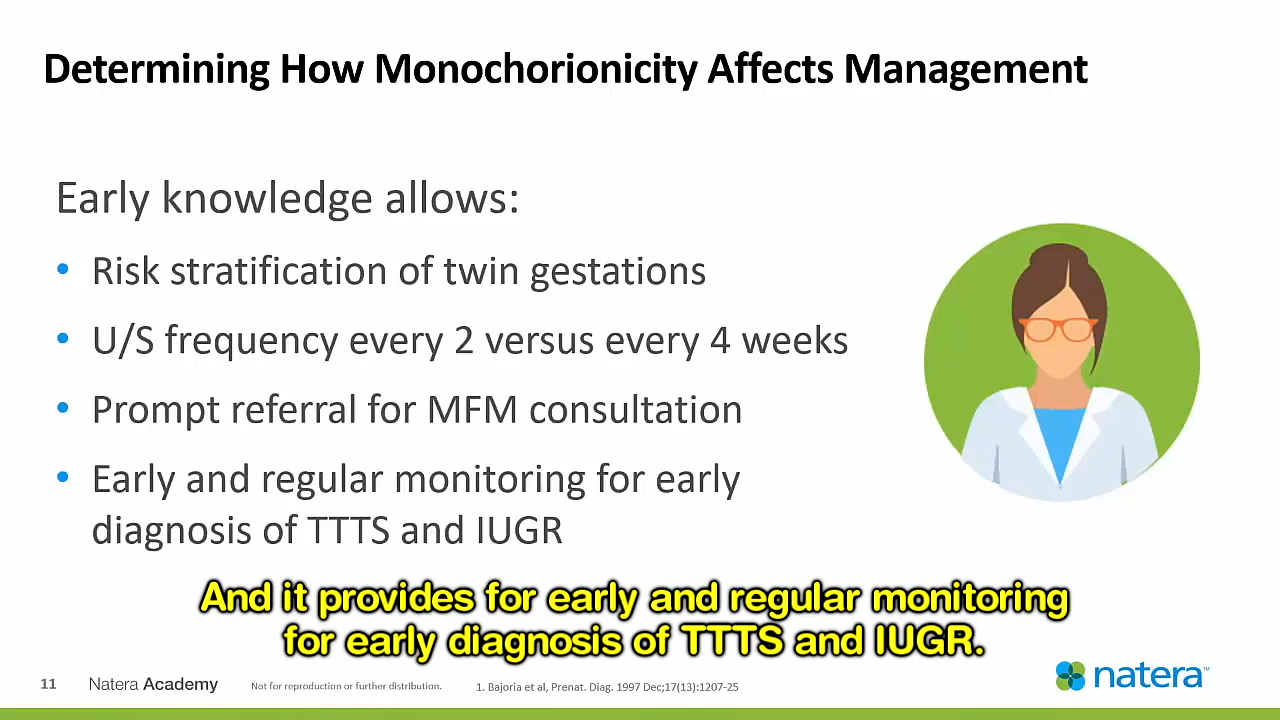 Determining How Monochorionicity Affects Management
Early knowledge allows:
• Risk stratification of twin gestations
• U/S frequency every 2 versus every 4 weeks
• Prompt referral for MFM consultation
• Early and regular monitoring for early
diagnosis of TTTS and IUGR
And it provides for early and regular monitoring
for early diagnosis of TTTS and IUGR.
11 Natera Academy Not for reproduction or further distribution. 1. Bajoria et al, Prenat. Diag. 1997 Dec;17(13):1207-25 natera™